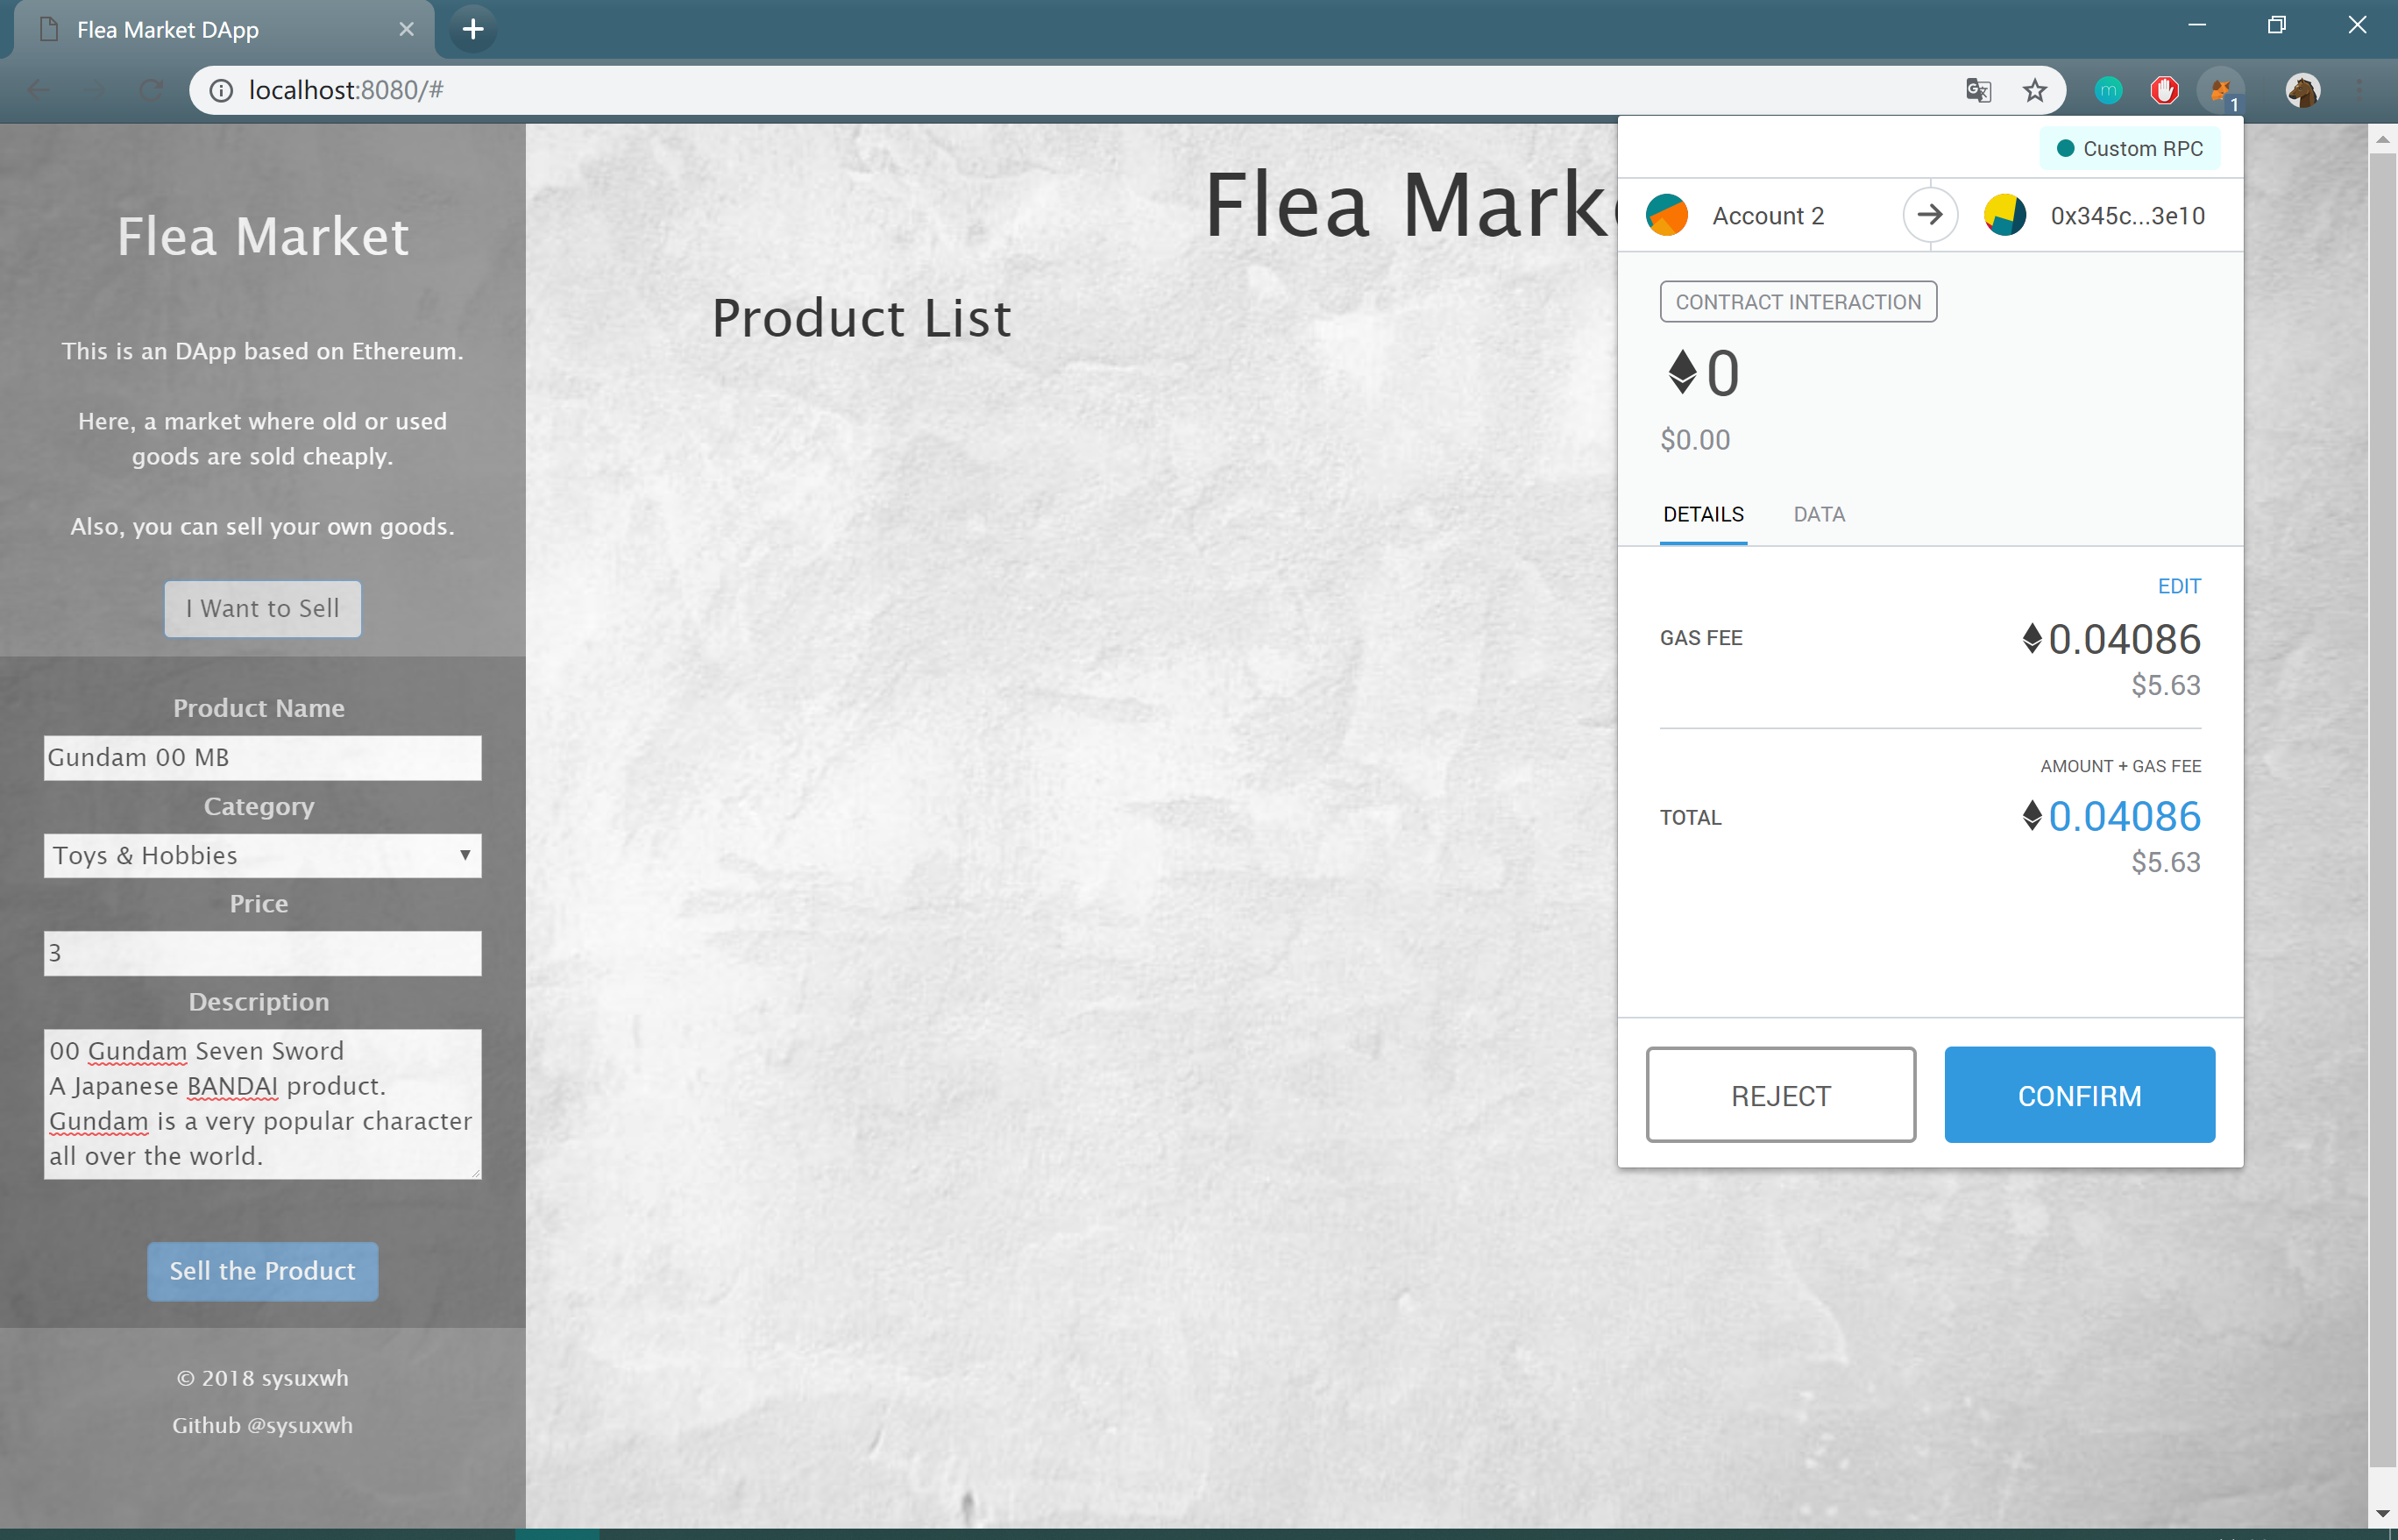 Flea Market DApp
localhost:8080/#
1
Flea Market
This is an DApp based on Ethereum.
Here, a market where old or used
goods are sold cheaply.
Also, you can sell your own goods.
I Want to Sell
Product Name
Gundam 00 MB
Category
Toys & Hobbies
Price
3
Description
00 Gundam Seven Sword
A Japanese BANDAI product.
Gundam is a very popular character
all over the world.
Sell the Product
© 2018 sysuxwh
Github @sysuxwh
Flea Mark
Product List
Custom RPC
Account 2
0x345c...3e10
CONTRACT INTERACTION
0
$0.00
DETAILS DATA
EDIT
GAS FEE 0.04086
$5.63
AMOUNT + GAS FEE
TOTAL 0.04086
$5.63
REJECT CONFIRM